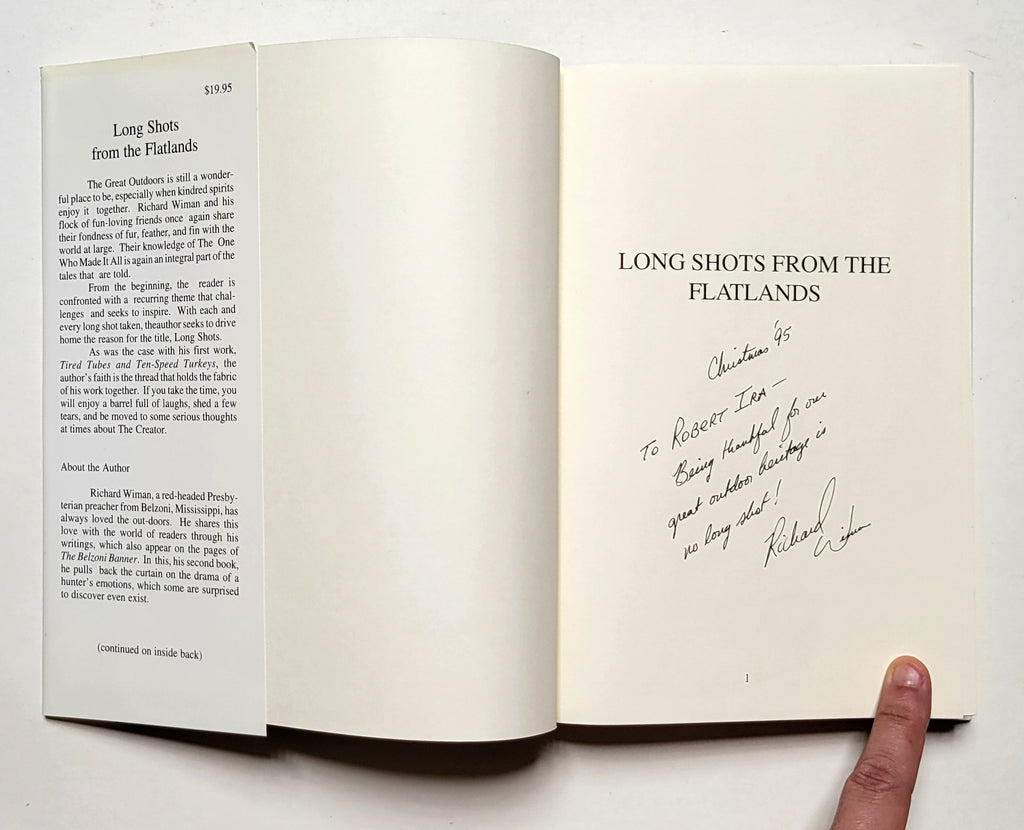 $19.95
Long Shots
from the Flatlands
The Great Outdoors is still a wonder-
ful place to be, especially when kindred spirits
enjoy it together. Richard Wiman and his
flock of fun-loving friends once again share
their fondness of fur, feather, and fin with the
world at large. Their knowledge of The One
Who Made It All is again an integral part of the
tales that are told.
From the beginning, the reader is
confronted with a recurring theme that chal-
lenges and seeks to inspire. With each and
every long shot taken, theauthor seeks to drive
home the reason for the title, Long Shots.
As was the case with his first work,
Tired Tubes and Ten-Speed Turkeys, the
author's faith is the thread that holds the fabric
of his work together. If you take the time, you
will enjoy a barrel full of laughs, shed a few
tears, and be moved to some serious thoughts
at times about The Creator.
About the Author
Richard Wiman, a red-headed Presby-
terian preacher from Belzoni, Mississippi, has
always loved the out-doors. He shares this
love with the world of readers through his
writings, which also appear on the pages of
The Belzoni Banner. In this, his second book,
he pulls back the curtain on the drama of a
hunter's emotions, which some are surprised
to discover even exist.
(continued on inside back)
LONG SHOTS FROM THE
FLATLANDS
Christmas '95
To ROBERT IRA —
Being thankful for our
great outdoor heritage is
no long shot!
Richard
Wiman
1